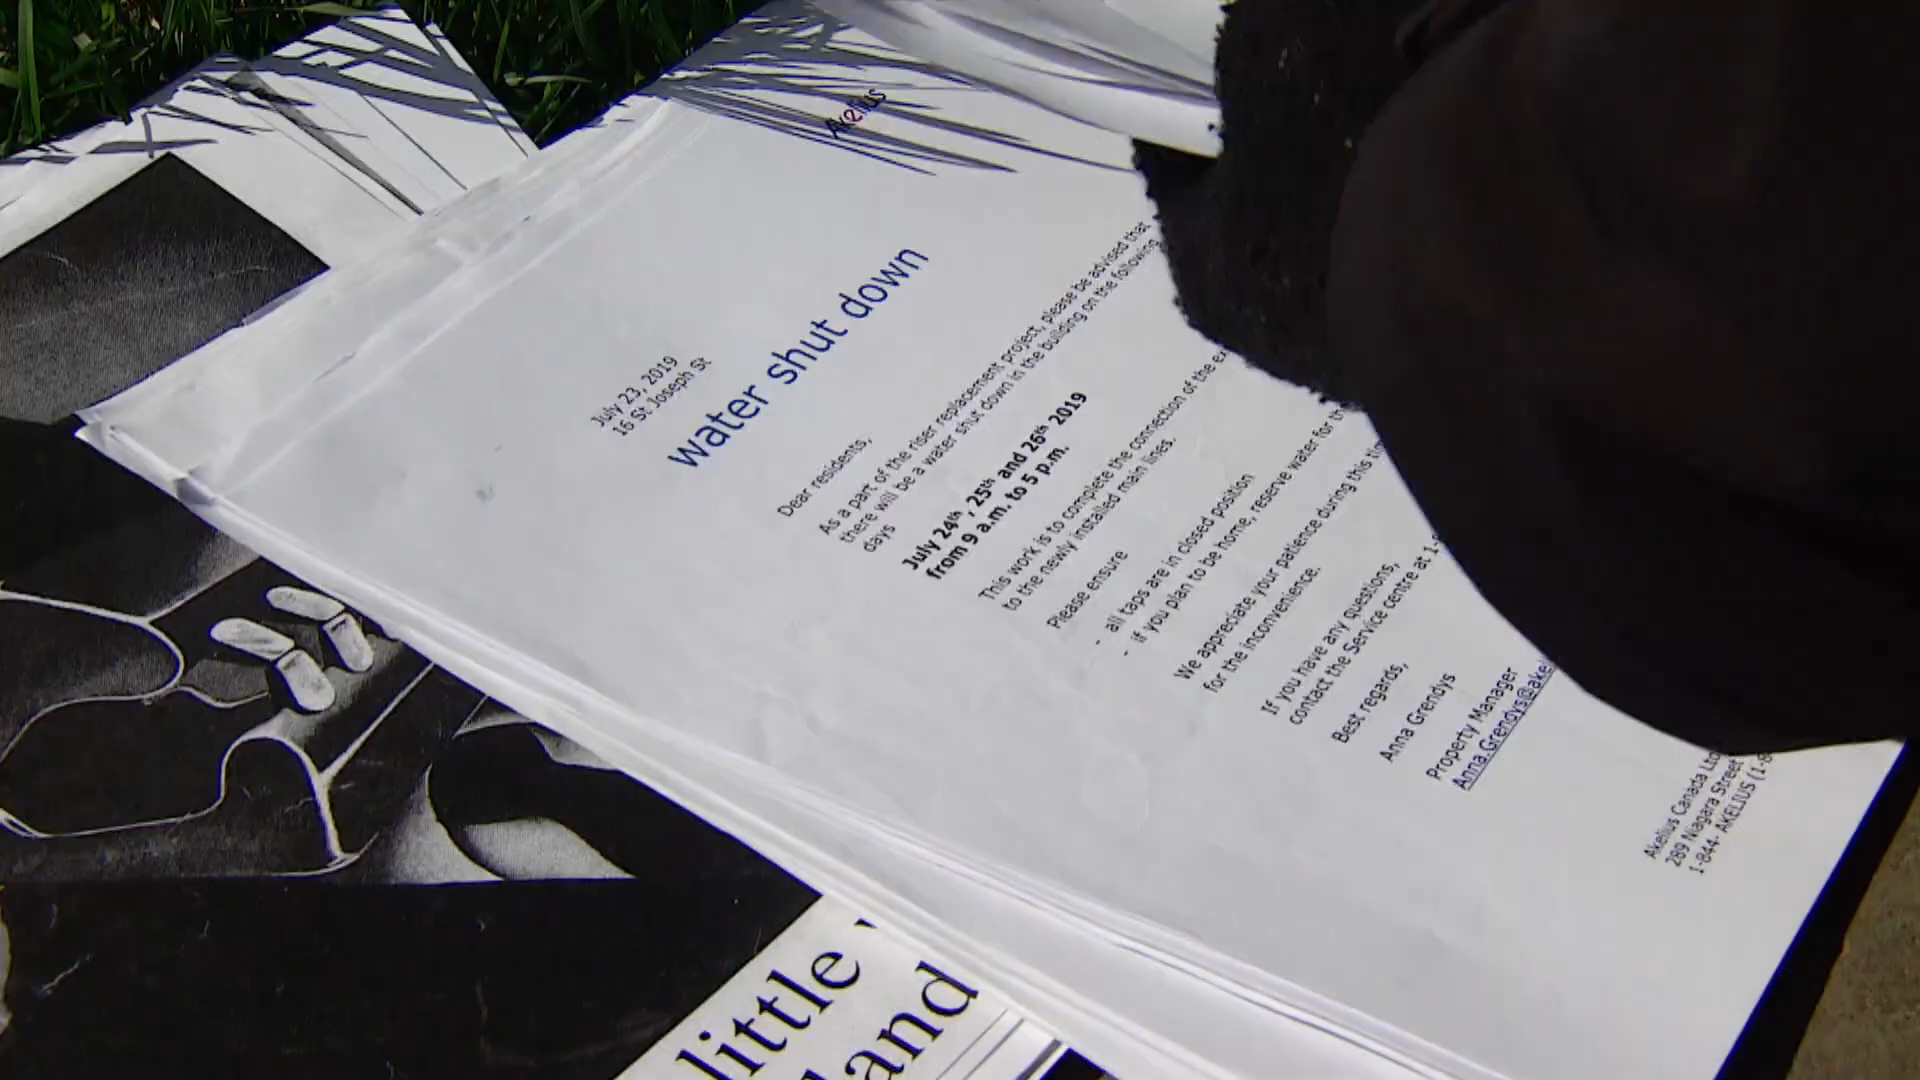 Akelius
July 23, 2019
16 St Joseph St
water shut down
Dear residents,
As a part of the riser replacement project, please be advised that
there will be a water shut down in the building on the following
days
July 24th, 25th and 26th 2019
from 9 a.m. to 5 p.m.
This work is to complete the connection of the
to the newly installed main lines.
Please ensure
- all taps are in closed position
- if you plan to be home, reserve water for
We appreciate your patience during this
for the inconvenience.
If you have any questions,
contact the Service centre at 1-
Best regards,
Anna Grendys
Property Manager
Anna.Grendys@ake
Akelius Canada
289 Niagara Street
1-844- AKELIUS (1-
little
land